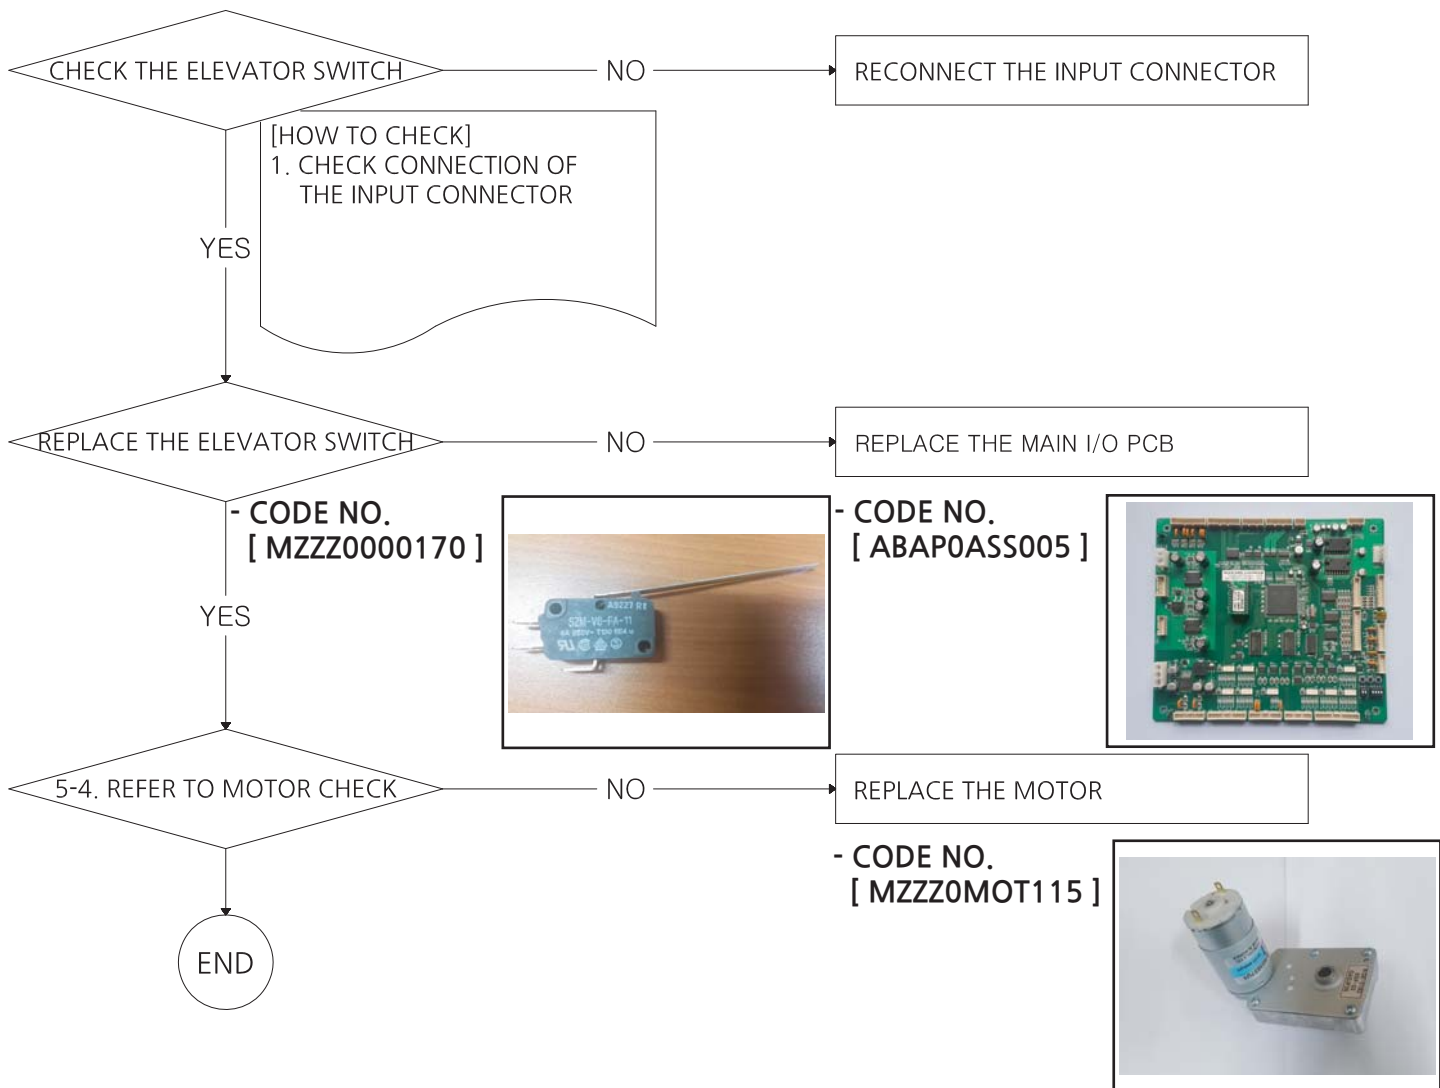 CHECK THE ELEVATOR SWITCH
NO
RECONNECT THE INPUT CONNECTOR
[HOW TO CHECK]
1. CHECK CONNECTION OF
THE INPUT CONNECTOR
YES
REPLACE THE ELEVATOR SWITCH
NO
REPLACE THE MAIN I/O PCB
- CODE NO.
[ MZZZ0000170 ]
A9227
- CODE NO.
[ ABAP0ASS005 ]
YES
5-4. REFER TO MOTOR CHECK
NO
REPLACE THE MOTOR
- CODE NO.
[ MZZZ0MOT115 ]
END